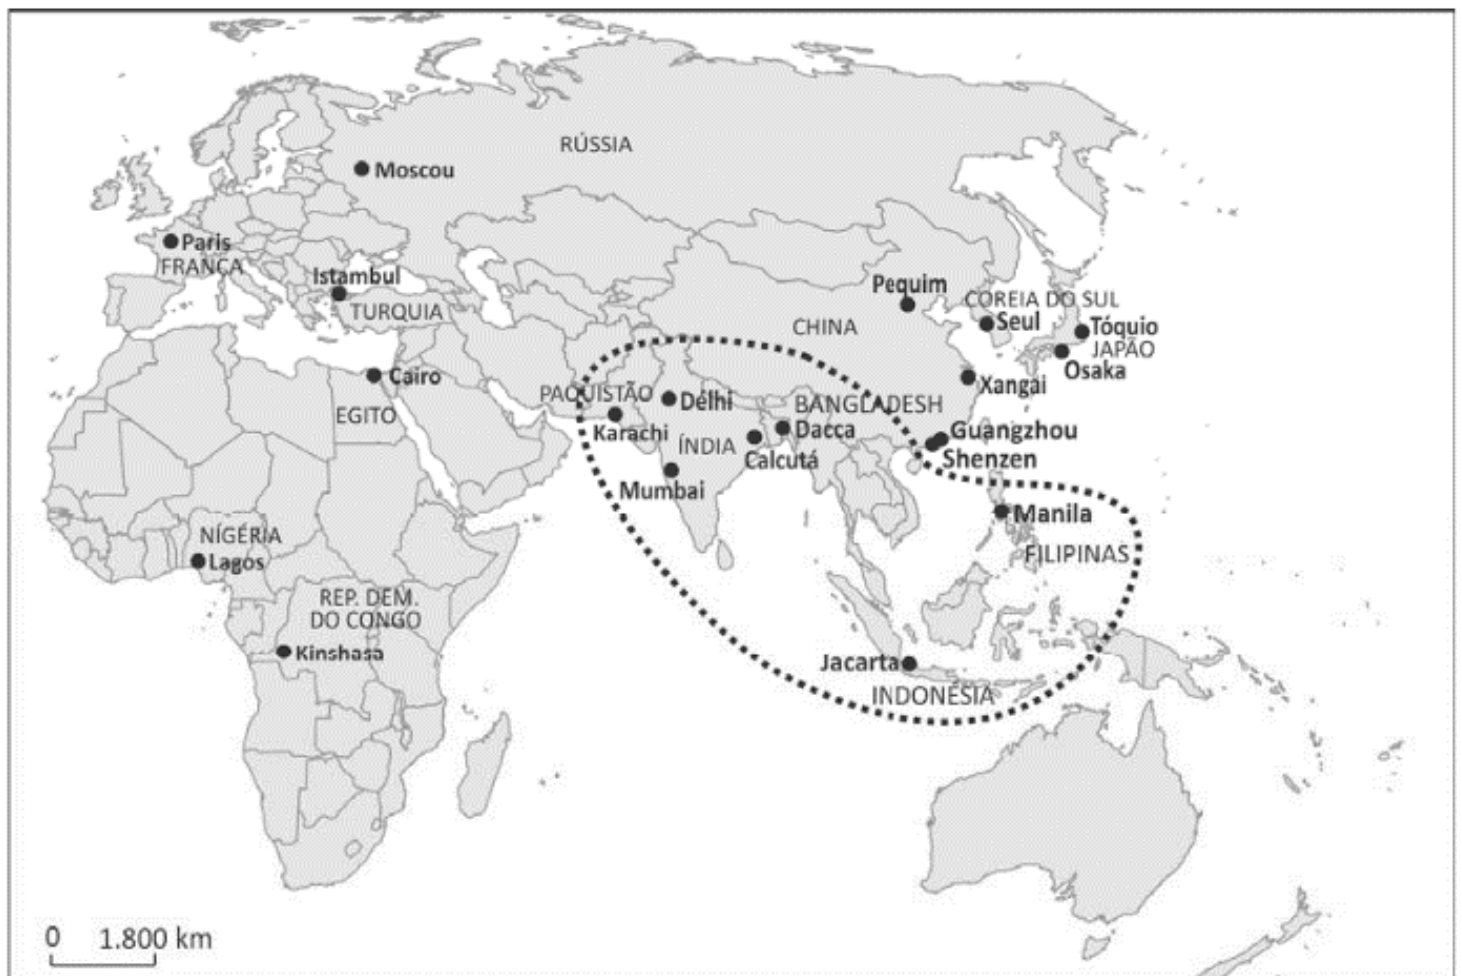 RÚSSIA
Moscou
Paris
FRANÇA
Istambul
TURQUIA
Pequim
COREIA DO SUL
Seul
Tóquio
JAPÃO
Osaka
CHINA
Xangai
Cairo
EGITO
PAQUISTÃO
Karachi
Délhi
ÍNDIA
BANGLADESH
Dacca
Calcutá
Mumbai
Guangzhou
Shenzen
Manila
FILIPINAS
NÍGÉRIA
Lagos
REP. DEM.
DO CONGO
Kinshasa
Jacarta
INDONÉSIA
0 1.800 km